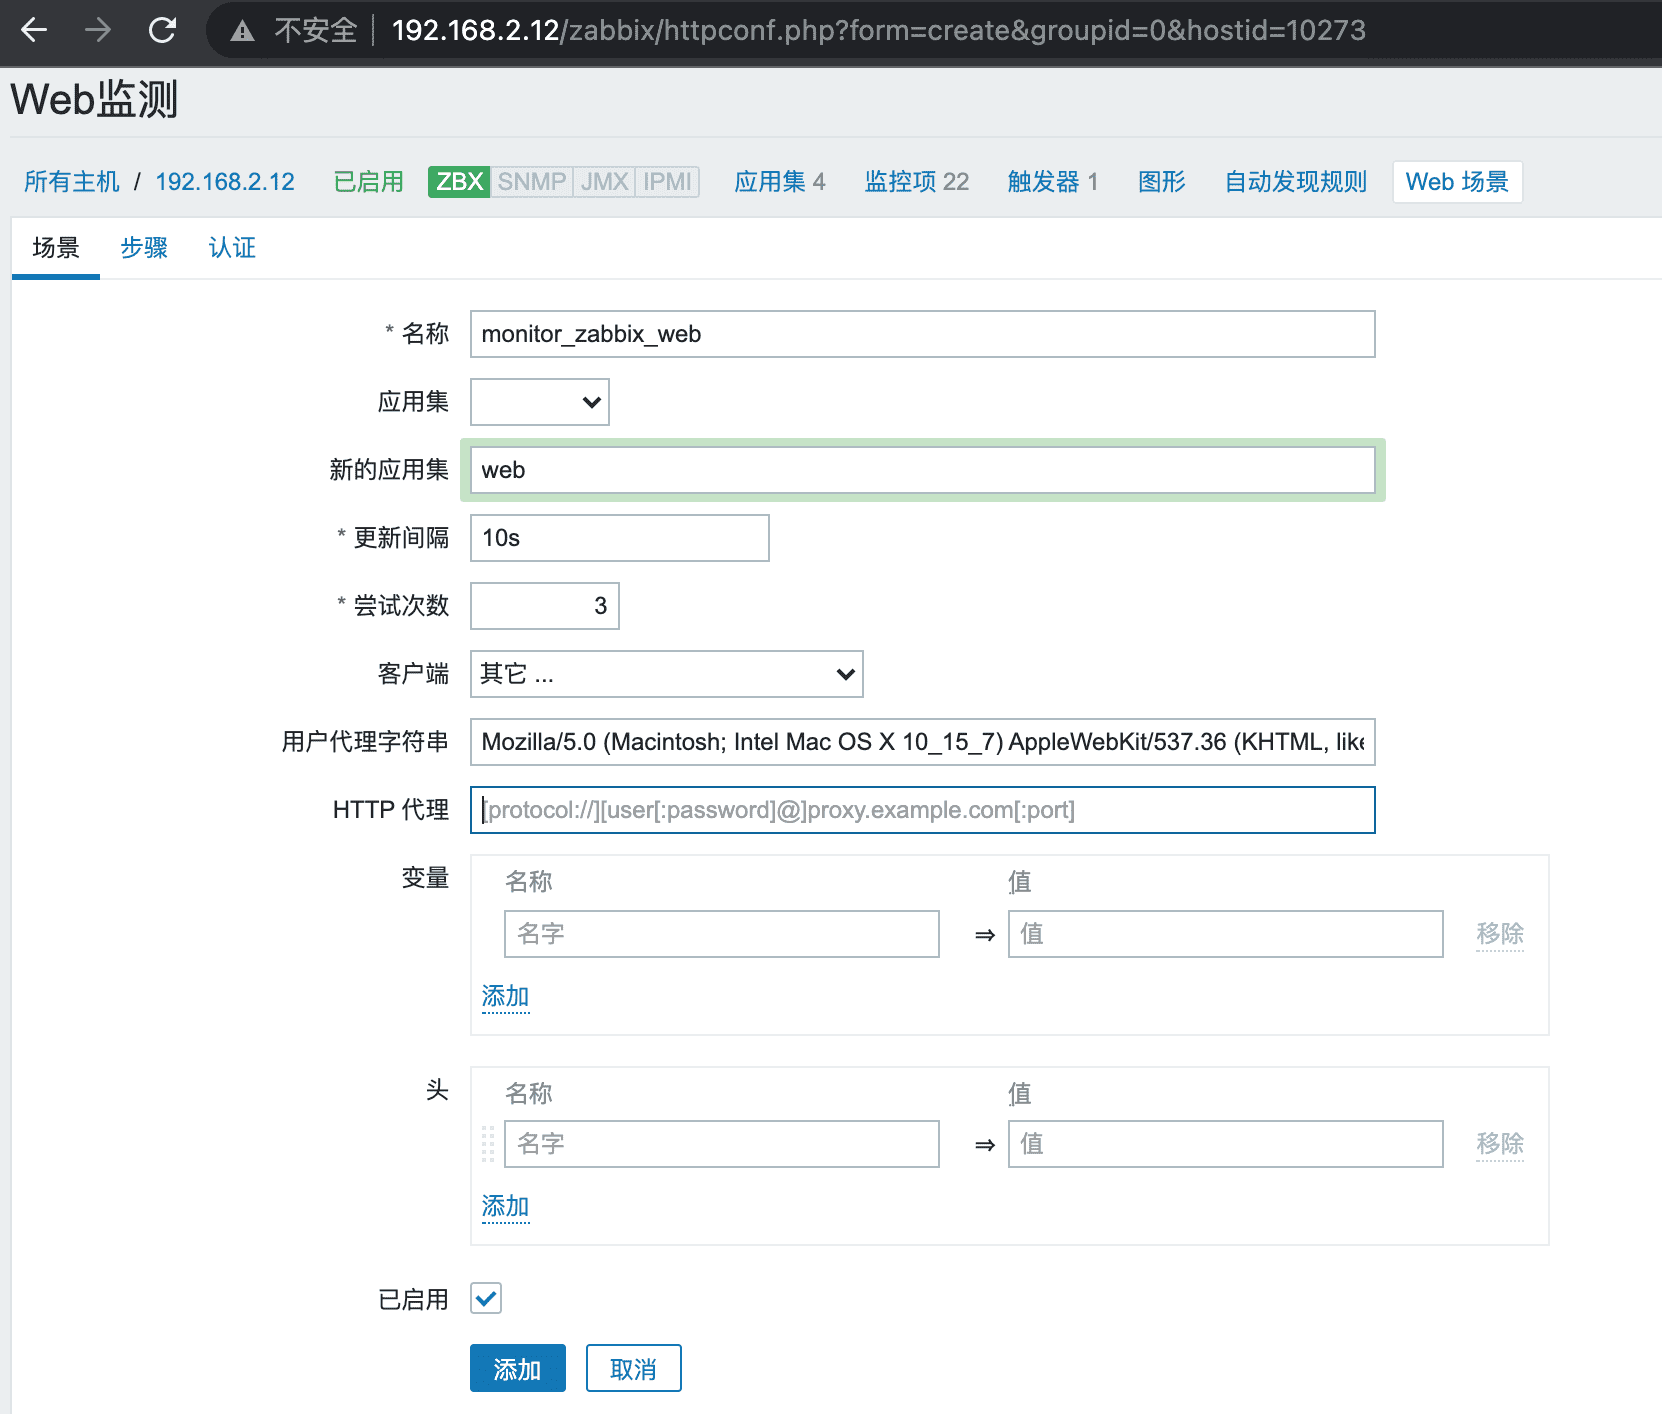 不安全 192.168.2.12/zabbix/httpconf.php?form=create&groupid=0&hostid=10273
Web监测
所有主机 / 192.168.2.12 已启用 ZBX SNMP JMX IPMI 应用集 4 监控项 22 触发器 1 图形 自动发现规则 Web 场景
场景 步骤 认证
* 名称 monitor_zabbix_web
应用集
新的应用集 web
* 更新间隔 10s
* 尝试次数 3
客户端 其它 ...
用户代理字符串 Mozilla/5.0 (Macintosh; Intel Mac OS X 10_15_7) AppleWebKit/537.36 (KHTML, like
HTTP 代理 [protocol://][user[:password]@]proxy.example.com[:port]
变量 名称 值
名字 ⇒ 值 移除
添加
头 名称 值
名字 ⇒ 值 移除
添加
已启用
添加 取消